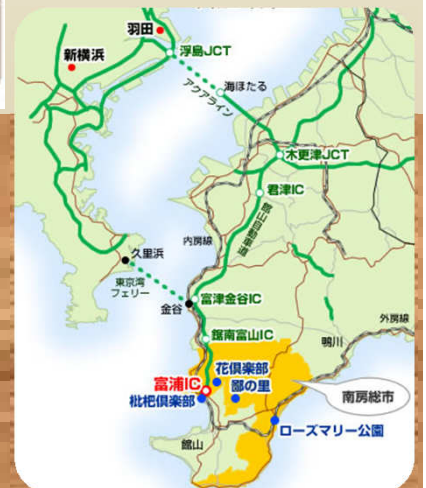 羽田
新横浜
浮島JCT
海ほたる
アクアライン
木更津JCT
君津IC
館山自動車道
内房線
久里浜
東京湾
フェリー
金谷
富津金谷IC
鋸南富山IC
外房線
鴨川
花倶楽部
富浦IC
鄙の里
枇杷倶楽部
南房総市
ローズマリー公園
館山